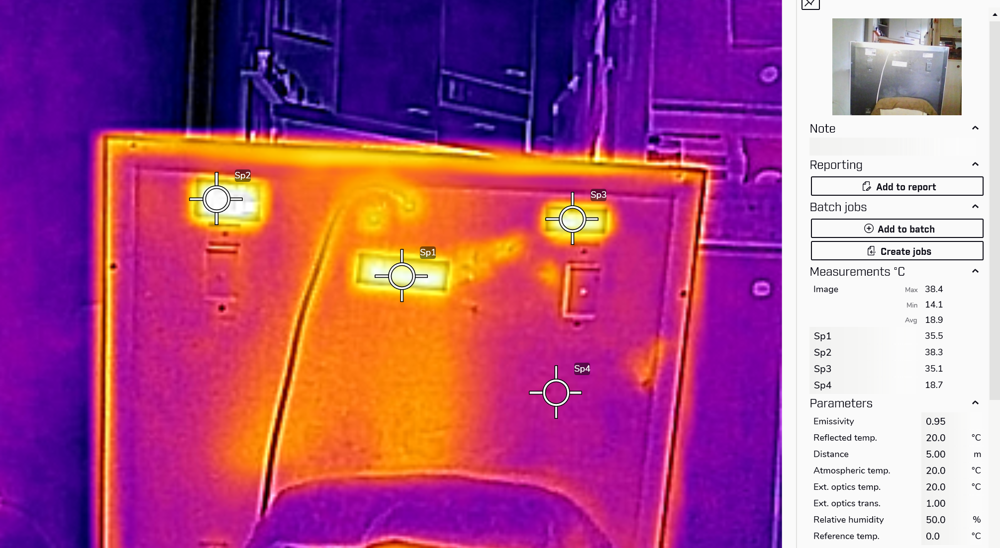 Sp2
Sp3
Sp1
Sp4
Note
Reporting
Add to report
Batch jobs
Add to batch
Create jobs
Measurements °C
Image Max 38.4
Min 14.1
Avg 18.9
Sp1 35.5
Sp2 38.3
Sp3 35.1
Sp4 18.7
Parameters
Emissivity 0.95
Reflected temp. 20.0 °C
Distance 5.00 m
Atmospheric temp. 20.0 °C
Ext. optics temp. 20.0 °C
Ext. optics trans. 1.00
Relative humidity 50.0 %
Reference temp. 0.0 °C